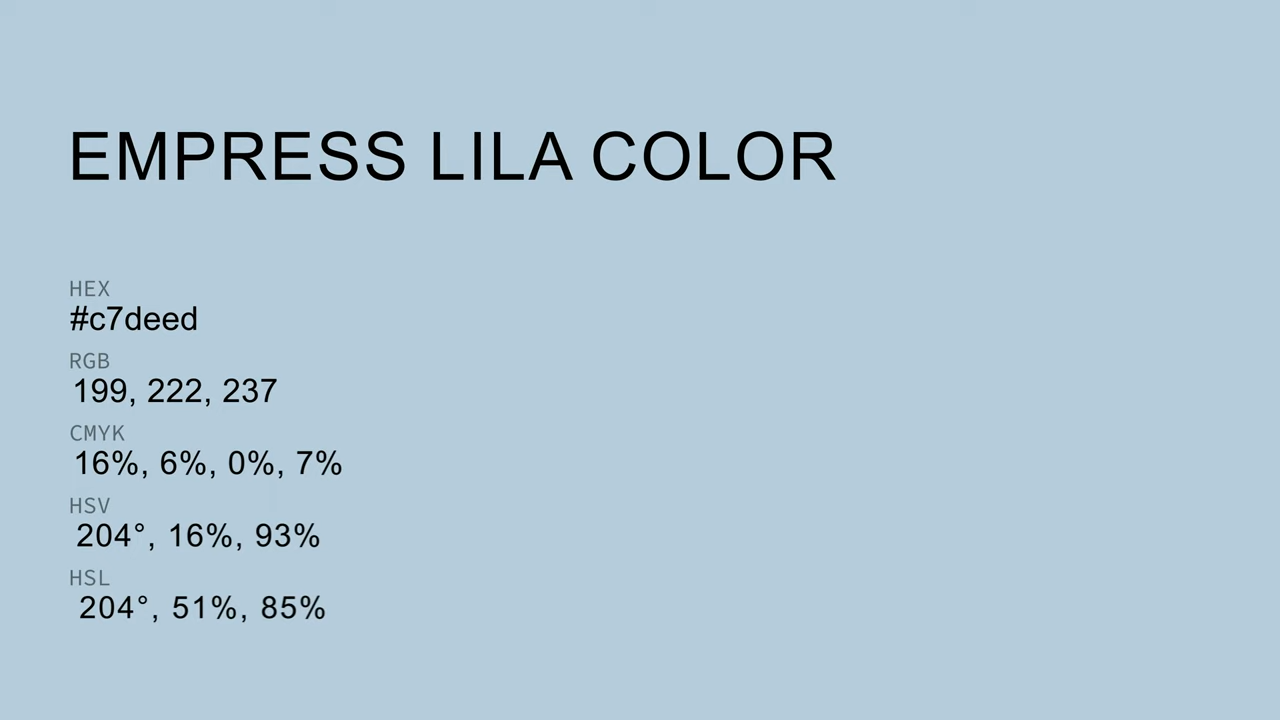 EMPRESS LILA COLOR
HEX
#c7deed
RGB
199, 222, 237
CMYK
16%, 6%, 0%, 7%
HSV
204°, 16%, 93%
HSL
204°, 51%, 85%